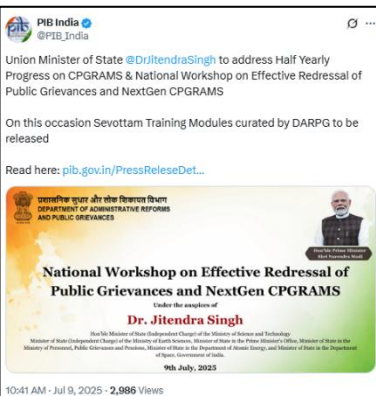 PIB India
@PIB_India
Union Minister of State @DrJitendraSingh to address Half Yearly
Progress on CPGRAMS & National Workshop on Effective Redressal of
Public Grievances and NextGen CPGRAMS
On this occasion Sevottam Training Modules curated by DARPG to be
released
Read here: pib.gov.in/PressReleseDet...
प्रशासनिक सुधार और लोक शिकायत विभाग
DEPARTMENT OF ADMINISTRATIVE REFORMS
AND PUBLIC GRIEVANCES
Hon'ble Prime Minister
Shri Narendra Modi
National Workshop on Effective Redressal of
Public Grievances and NextGen CPGRAMS
Under the auspices of
Dr. Jitendra Singh
Hon'ble Minister of State (Independent Charge) of the Ministry of Science and Technology
Minister of State (Independent Charge) of the Ministry of Earth Sciences, Minister of State in the Prime Minister's Office, Minister of State in the
Ministry of Personnel, Public Grievances and Pensions, Minister of State in the Department of Atomic Energy, and Minister of State in the Department
of Space, Government of India.
9th July, 2025
10:41 AM · Jul 9, 2025 · 2,986 Views